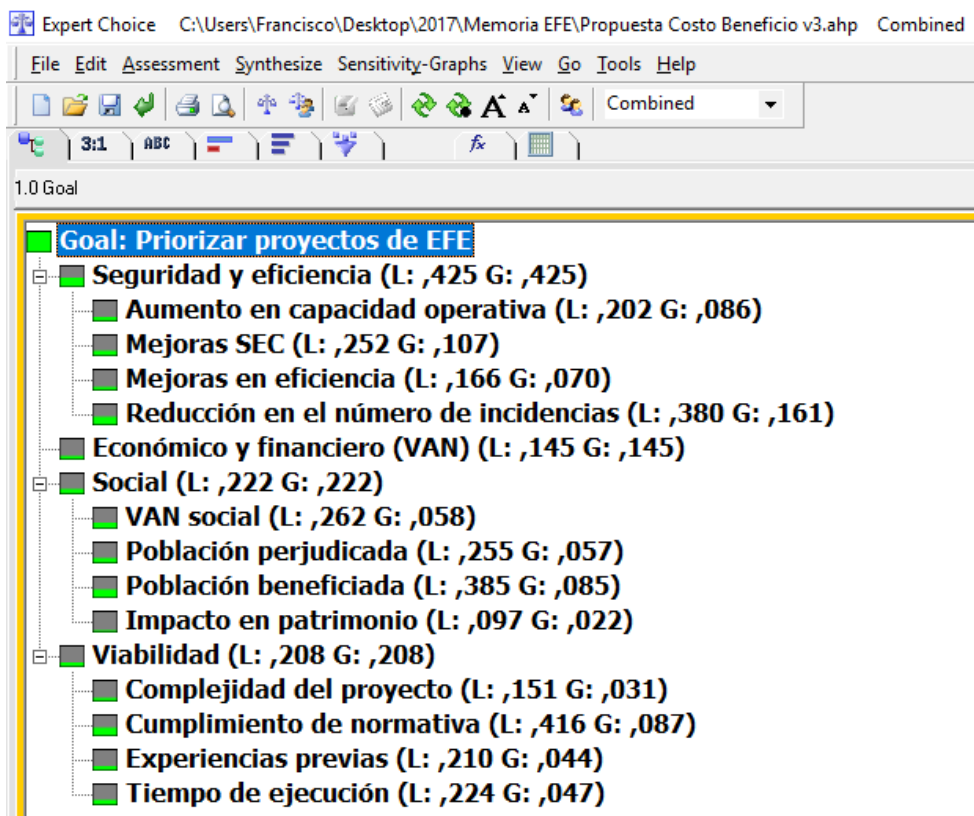 Expert Choice C:\Users\Francisco\Desktop\2017\Memoria EFE\Propuesta Costo Beneficio v3.ahp Combined
File Edit Assessment Synthesize Sensitivity-Graphs View Go Tools Help
A A Combined
3:1 ABC fx
1.0 Goal
Goal: Priorizar proyectos de EFE
Seguridad y eficiencia (L: ,425 G: ,425)
Aumento en capacidad operativa (L: ,202 G: ,086)
Mejoras SEC (L: ,252 G: ,107)
Mejoras en eficiencia (L: ,166 G: ,070)
Reducción en el número de incidencias (L: ,380 G: ,161)
Económico y financiero (VAN) (L: ,145 G: ,145)
Social (L: ,222 G: ,222)
VAN social (L: ,262 G: ,058)
Población perjudicada (L: ,255 G: ,057)
Población beneficiada (L: ,385 G: ,085)
Impacto en patrimonio (L: ,097 G: ,022)
Viabilidad (L: ,208 G: ,208)
Complejidad del proyecto (L: ,151 G: ,031)
Cumplimiento de normativa (L: ,416 G: ,087)
Experiencias previas (L: ,210 G: ,044)
Tiempo de ejecución (L: ,224 G: ,047)